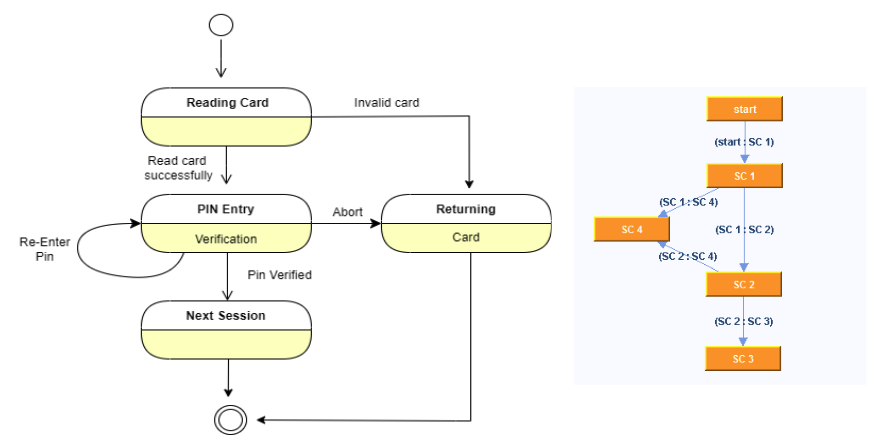 Reading Card
Invalid card
Read card
successfully
PIN Entry
Verification
Abort
Returning
Card
Re-Enter
Pin
Pin Verified
Next Session
start
(start : SC 1)
SC 1
(SC 1 : SC 4)
SC 4
(SC 1 : SC 2)
(SC 2 : SC 4)
SC 2
(SC 2 : SC 3)
SC 3